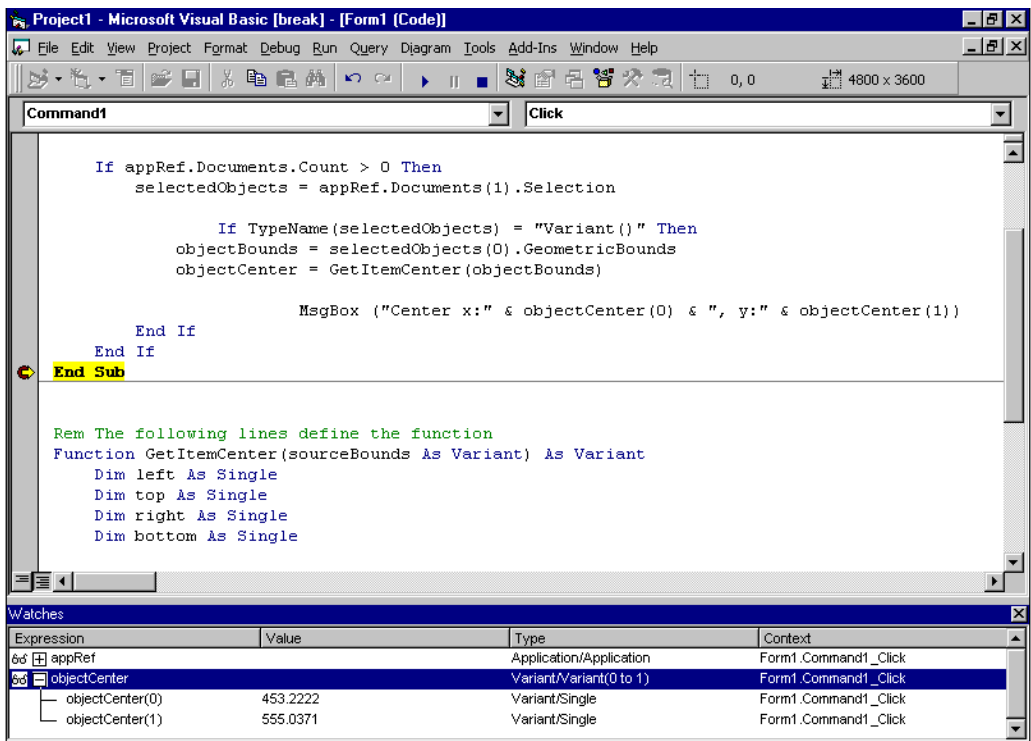 Project1 - Microsoft Visual Basic [break] - [Form1 (Code)]
File Edit View Project Format Debug Run Query Diagram Tools Add-Ins Window Help
0, 0 4800 x 3600
Command1 Click
If appRef.Documents.Count > 0 Then
selectedObjects = appRef.Documents(1).Selection
If TypeName(selectedObjects) = "Variant()" Then
objectBounds = selectedObjects(0).GeometricBounds
objectCenter = GetItemCenter(objectBounds)
MsgBox ("Center x:" & objectCenter(0) & ", y:" & objectCenter(1))
End If
End If
End Sub
Rem The following lines define the function
Function GetItemCenter(sourceBounds As Variant) As Variant
Dim left As Single
Dim top As Single
Dim right As Single
Dim bottom As Single
Watches
Expression Value Type Context
appRef Application/Application Form1.Command1_Click
objectCenter Variant/Variant(0 to 1) Form1.Command1_Click
objectCenter(0) 453.2222 Variant/Single Form1.Command1_Click
objectCenter(1) 555.0371 Variant/Single Form1.Command1_Click